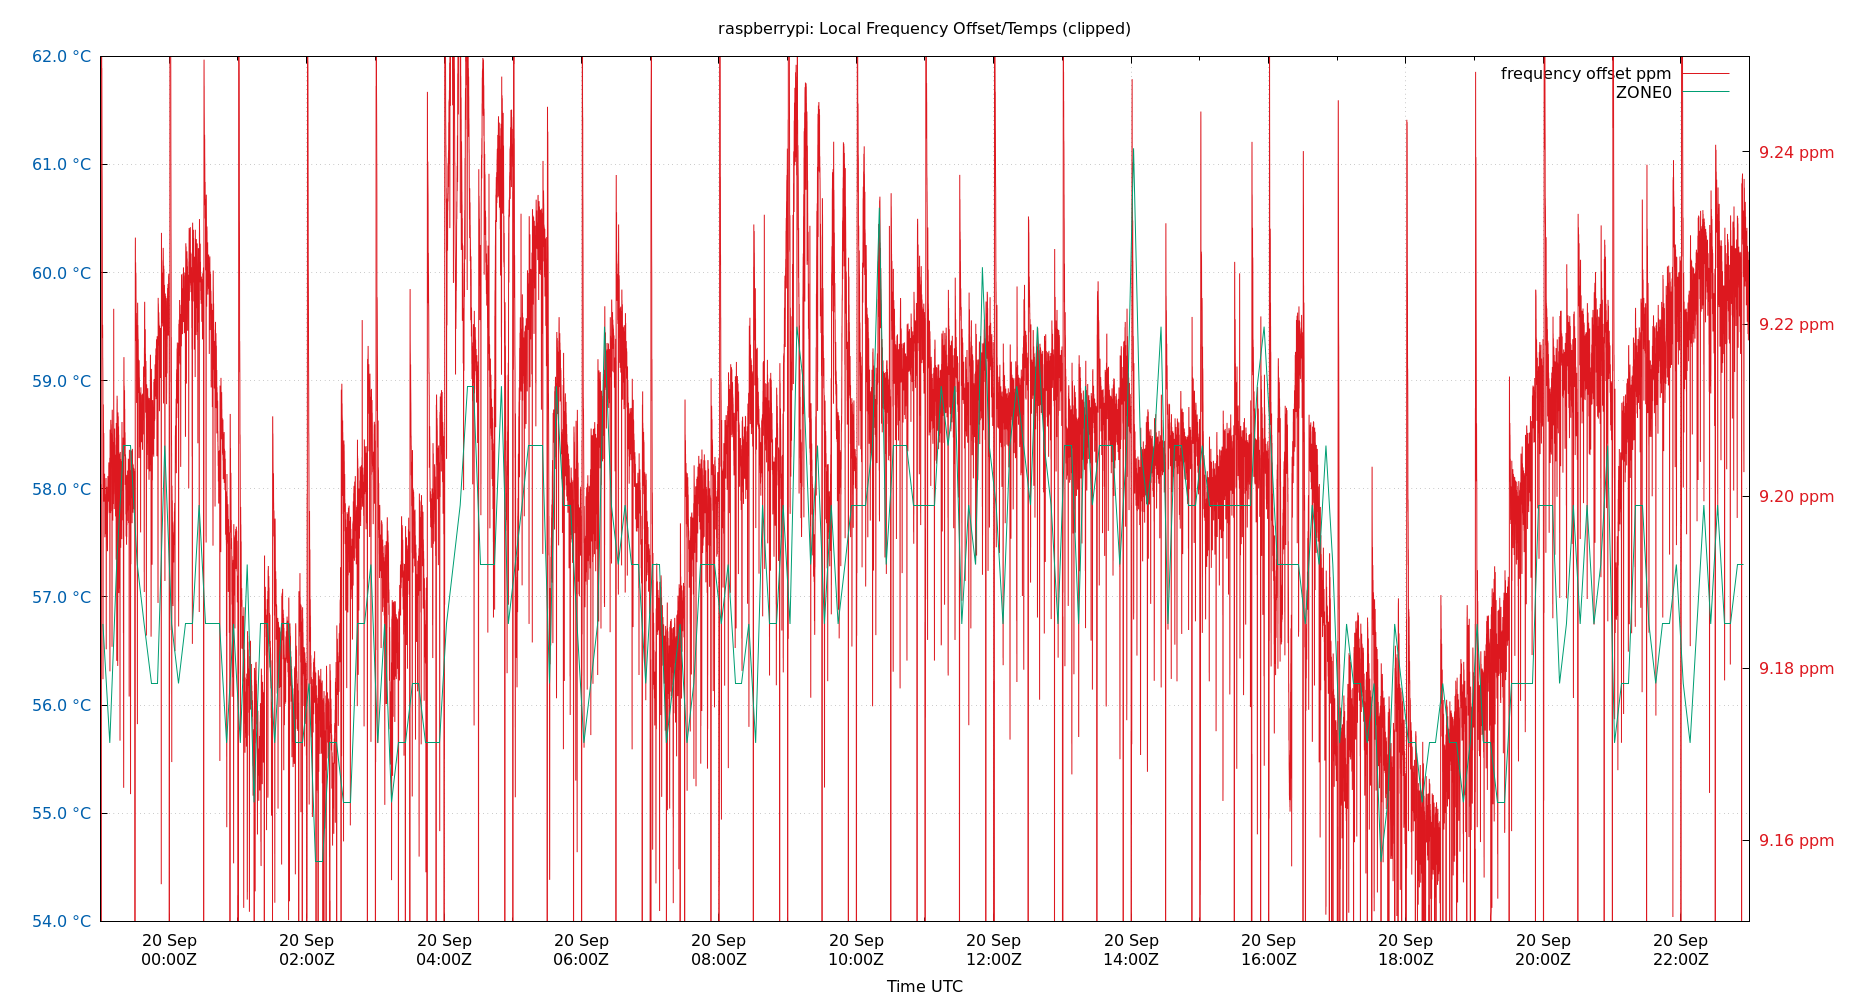 raspberrypi: Local Frequency Offset/Temps (clipped)
frequency offset ppm
ZONE0
62.0 °C
61.0 °C
60.0 °C
59.0 °C
58.0 °C
57.0 °C
56.0 °C
55.0 °C
54.0 °C
9.24 ppm
9.22 ppm
9.20 ppm
9.18 ppm
9.16 ppm
20 Sep 20 Sep 20 Sep 20 Sep 20 Sep 20 Sep 20 Sep 20 Sep 20 Sep 20 Sep 20 Sep 20 Sep
00:00Z 02:00Z 04:00Z 06:00Z 08:00Z 10:00Z 12:00Z 14:00Z 16:00Z 18:00Z 20:00Z 22:00Z
Time UTC